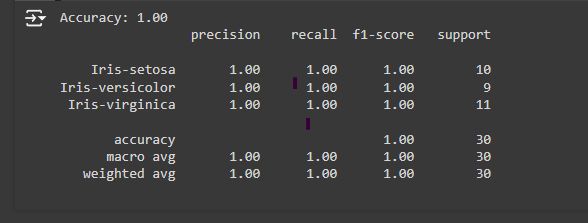 Accuracy: 1.00
precision recall f1-score support
Iris-setosa 1.00 1.00 1.00 10
Iris-versicolor 1.00 1.00 1.00 9
Iris-virginica 1.00 1.00 1.00 11
accuracy 1.00 30
macro avg 1.00 1.00 1.00 30
weighted avg 1.00 1.00 1.00 30